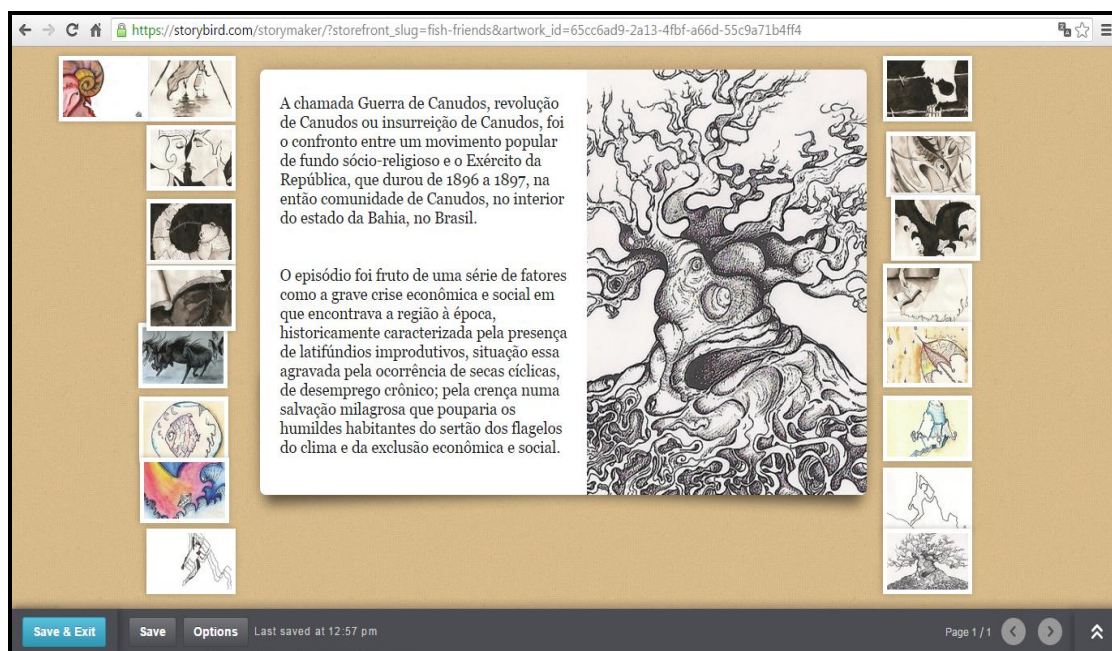 https://storybird.com/storymaker/?storefront_slug=fish-friends&artwork_id=65cc6ad9-2a13-4fbf-a66d-55c9a71b4ff4
A chamada Guerra de Canudos, revolução
de Canudos ou insurreição de Canudos, foi
o confronto entre um movimento popular
de fundo sócio-religioso e o Exército da
República, que durou de 1896 a 1897, na
então comunidade de Canudos, no interior
do estado da Bahia, no Brasil.
O episódio foi fruto de uma série de fatores
como a grave crise econômica e social em
que encontrava a região à época,
historicamente caracterizada pela presença
de latifúndios improdutivos, situação essa
agravada pela ocorrência de secas cíclicas,
de desemprego crônico; pela crença numa
salvação milagrosa que pouparia os
humildes habitantes do sertão dos flagelos
do clima e da exclusão econômica e social.
Save & Exit Save Options Last saved at 12:57 pm Page 1 / 1